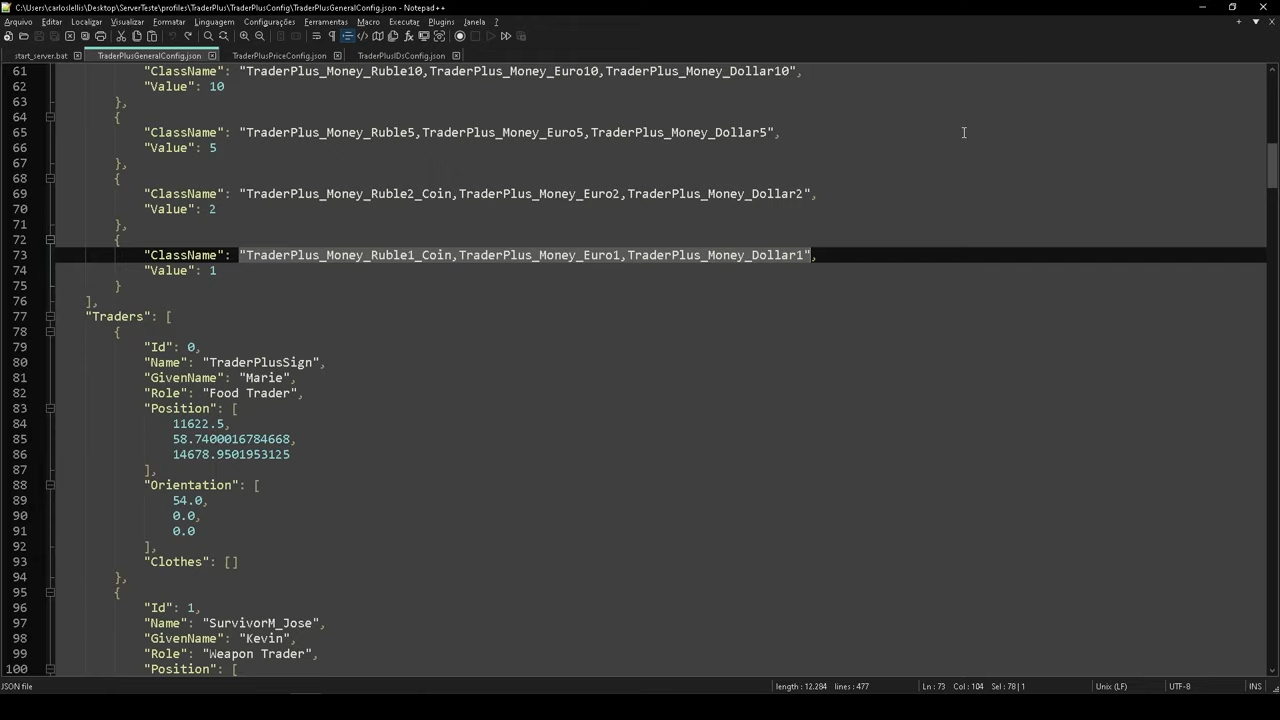 C:\Users\carloslellis\Desktop\ServerTeste\profiles\TraderPlus\TraderPlusConfig\TraderPlusGeneralConfig.json - Notepad++
Arquivo Editar Localizar Visualizar Formatar Linguagem Configurações Ferramentas Macro Executar Plugins Janela ?
start_server.bat TraderPlusGeneralConfig.json TraderPlusPriceConfig.json TraderPlusIDsConfig.json
61 "ClassName": "TraderPlus_Money_Ruble10,TraderPlus_Money_Euro10,TraderPlus_Money_Dollar10",
62 "Value": 10
63 },
64 {
65 "ClassName": "TraderPlus_Money_Ruble5,TraderPlus_Money_Euro5,TraderPlus_Money_Dollar5",
66 "Value": 5
67 },
68 {
69 "ClassName": "TraderPlus_Money_Ruble2_Coin,TraderPlus_Money_Euro2,TraderPlus_Money_Dollar2",
70 "Value": 2
71 },
72 {
73 "ClassName": "TraderPlus_Money_Ruble1_Coin,TraderPlus_Money_Euro1,TraderPlus_Money_Dollar1",
74 "Value": 1
75 }
76 ],
77 "Traders": [
78 {
79 "Id": 0,
80 "Name": "TraderPlusSign",
81 "GivenName": "Marie",
82 "Role": "Food Trader",
83 "Position": [
84 11622.5,
85 58.7400016784668,
86 14678.9501953125
87 ],
88 "Orientation": [
89 54.0,
90 0.0,
91 0.0
92 ],
93 "Clothes": []
94 },
95 {
96 "Id": 1,
97 "Name": "SurvivorM_Jose",
98 "GivenName": "Kevin",
99 "Role": "Weapon Trader",
100 "Position": [
JSON file length : 12.284 lines : 477 Ln : 73 Col : 104 Sel : 78 | 1 Unix (LF) UTF-8 INS